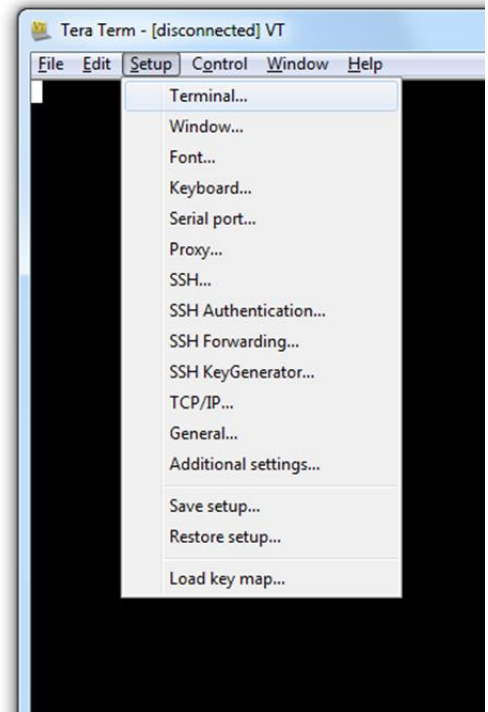 Tera Term - [disconnected] VT
File Edit Setup Control Window Help
Terminal...
Window...
Font...
Keyboard...
Serial port...
Proxy...
SSH...
SSH Authentication...
SSH Forwarding...
SSH KeyGenerator...
TCP/IP...
General...
Additional settings...
Save setup...
Restore setup...
Load key map...